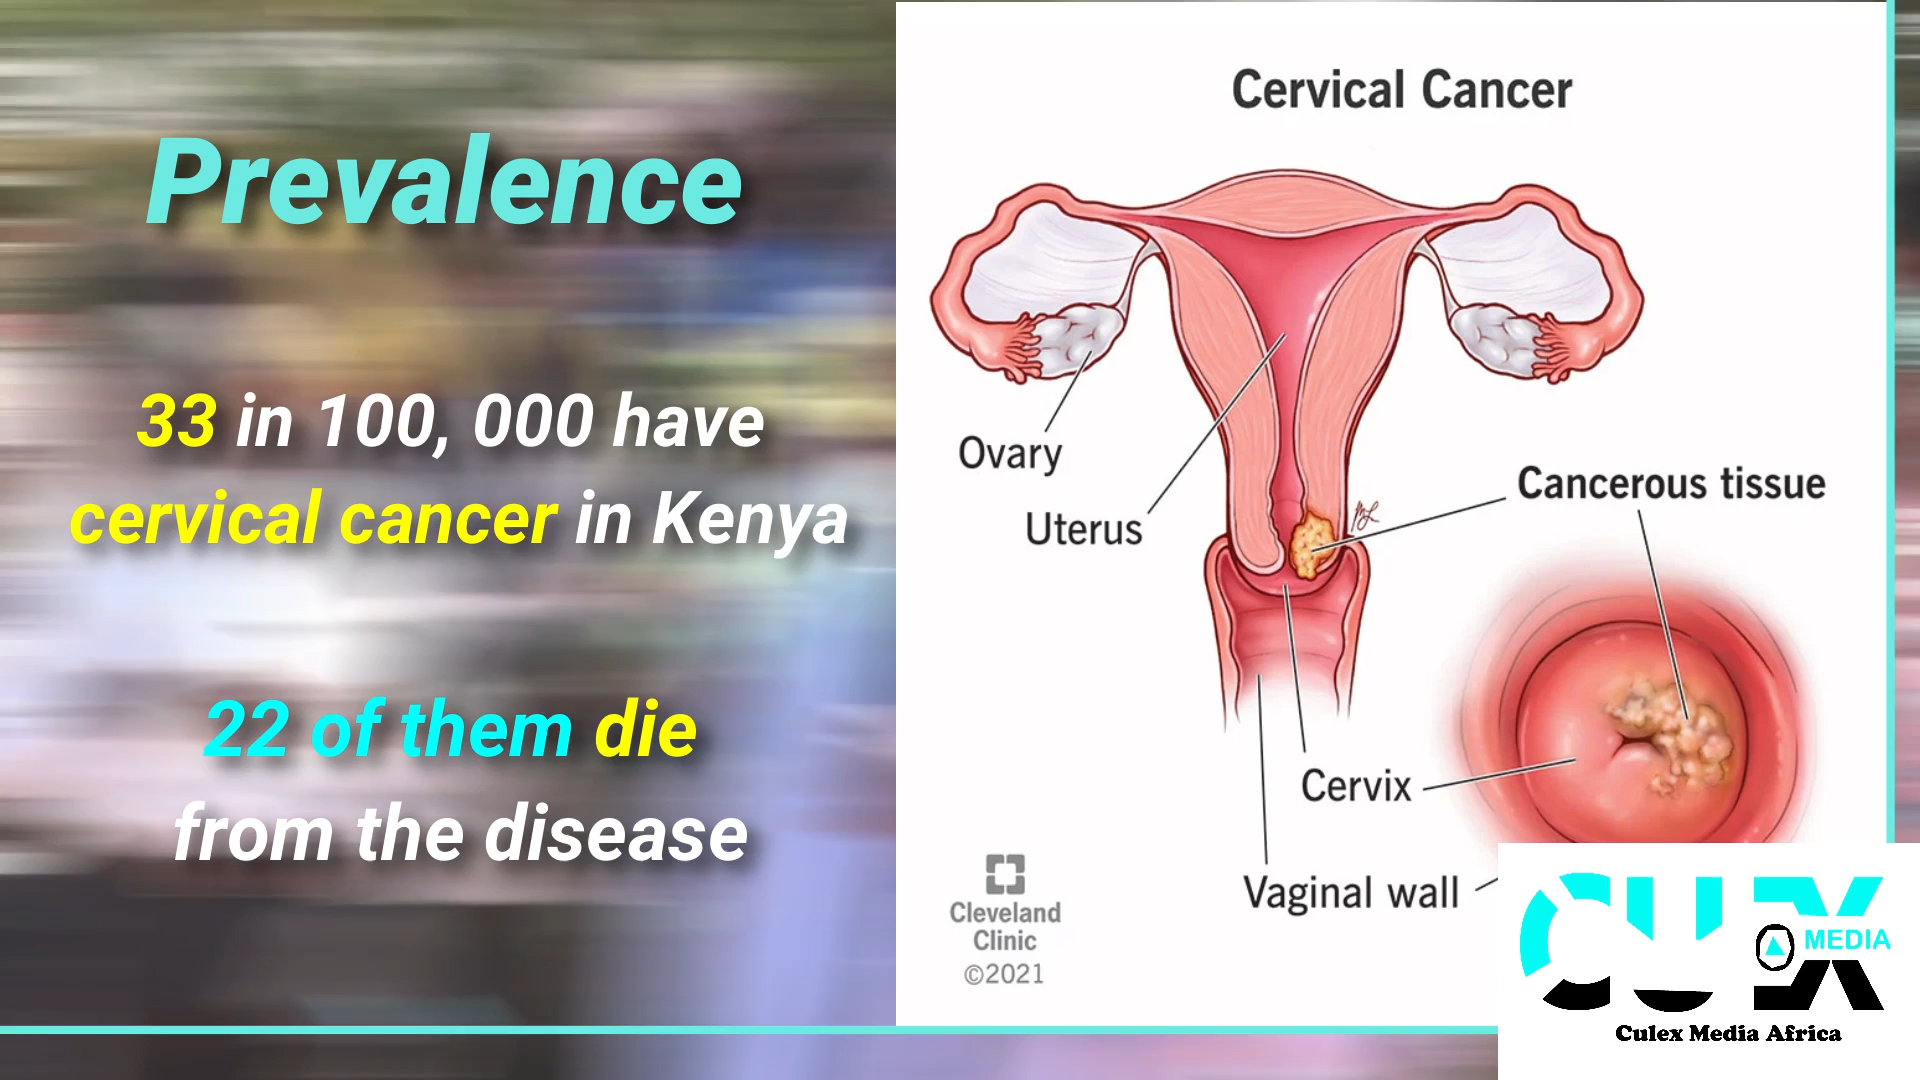 Prevalence
33 in 100, 000 have
cervical cancer in Kenya
22 of them die
from the disease
Cervical Cancer
Ovary
Uterus
Cancerous tissue
Cervix
Vaginal wall
Cleveland
Clinic
©2021
CULEX
MEDIA
Culex Media Africa